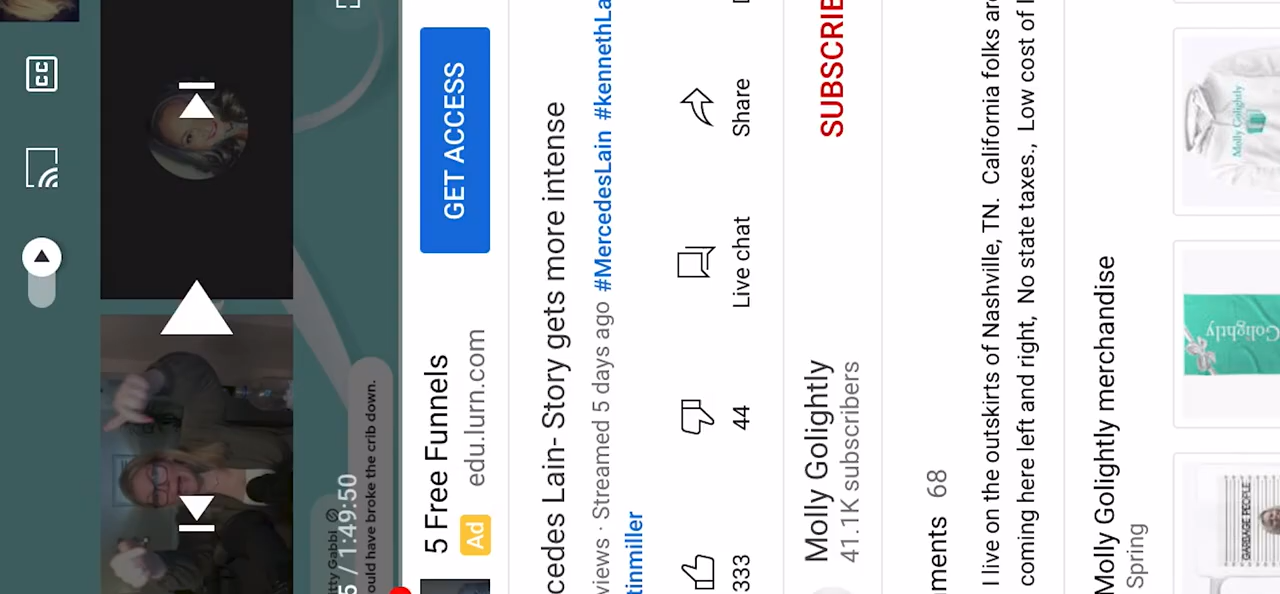 CC
tty Gabbi
ould have broke the crib down.
5 / 1:49:50
5 Free Funnels
Ad edu.lurn.com
GET ACCESS
cedes Lain- Story gets more intense
views · Streamed 5 days ago #MercedesLain #kennethLa
tinmiller
333
44
Live chat
Share
Molly Golightly
41.1K subscribers
SUBSCRIB
ments 68
I live on the outskirts of Nashville, TN. California folks are
coming here left and right, No state taxes., Low cost of l
Molly Golightly merchandise
Spring
GARBAGE PEOPLE
Golightly
Molly Golightly